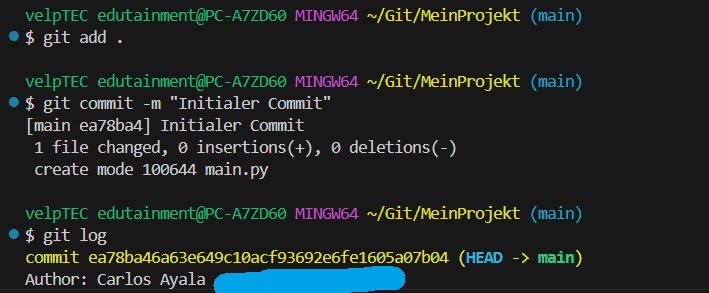 velpTEC edutainment@PC-A7ZD60 MINGW64 ~/Git/MeinProjekt (main)
$ git add .
velpTEC edutainment@PC-A7ZD60 MINGW64 ~/Git/MeinProjekt (main)
$ git commit -m "Initialer Commit"
[main ea78ba4] Initialer Commit
1 file changed, 0 insertions(+), 0 deletions(-)
create mode 100644 main.py
velpTEC edutainment@PC-A7ZD60 MINGW64 ~/Git/MeinProjekt (main)
$ git log
commit ea78ba46a63e649c10acf93692e6fe1605a07b04 (HEAD -> main)
Author: Carlos Ayala